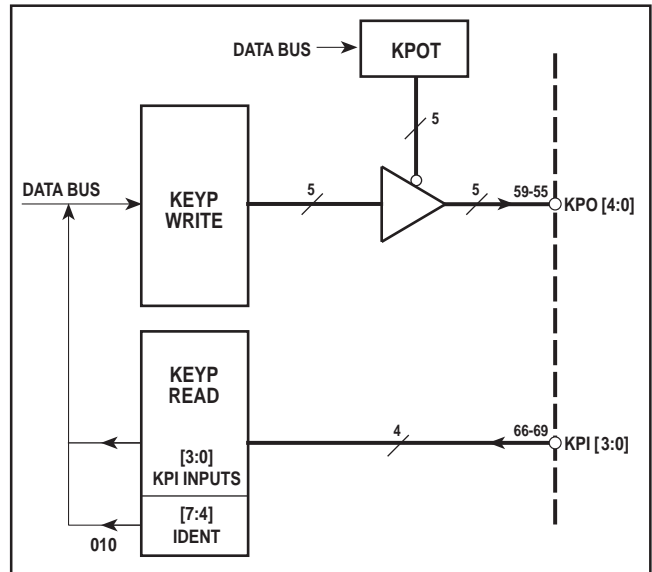 DATA BUS
KPOT
5
DATA BUS
KEYP
WRITE
5
5
59-55
KPO [4:0]
KEYP
READ
[3:0]
KPI INPUTS
4
66-69
KPI [3:0]
[7:4]
IDENT
010